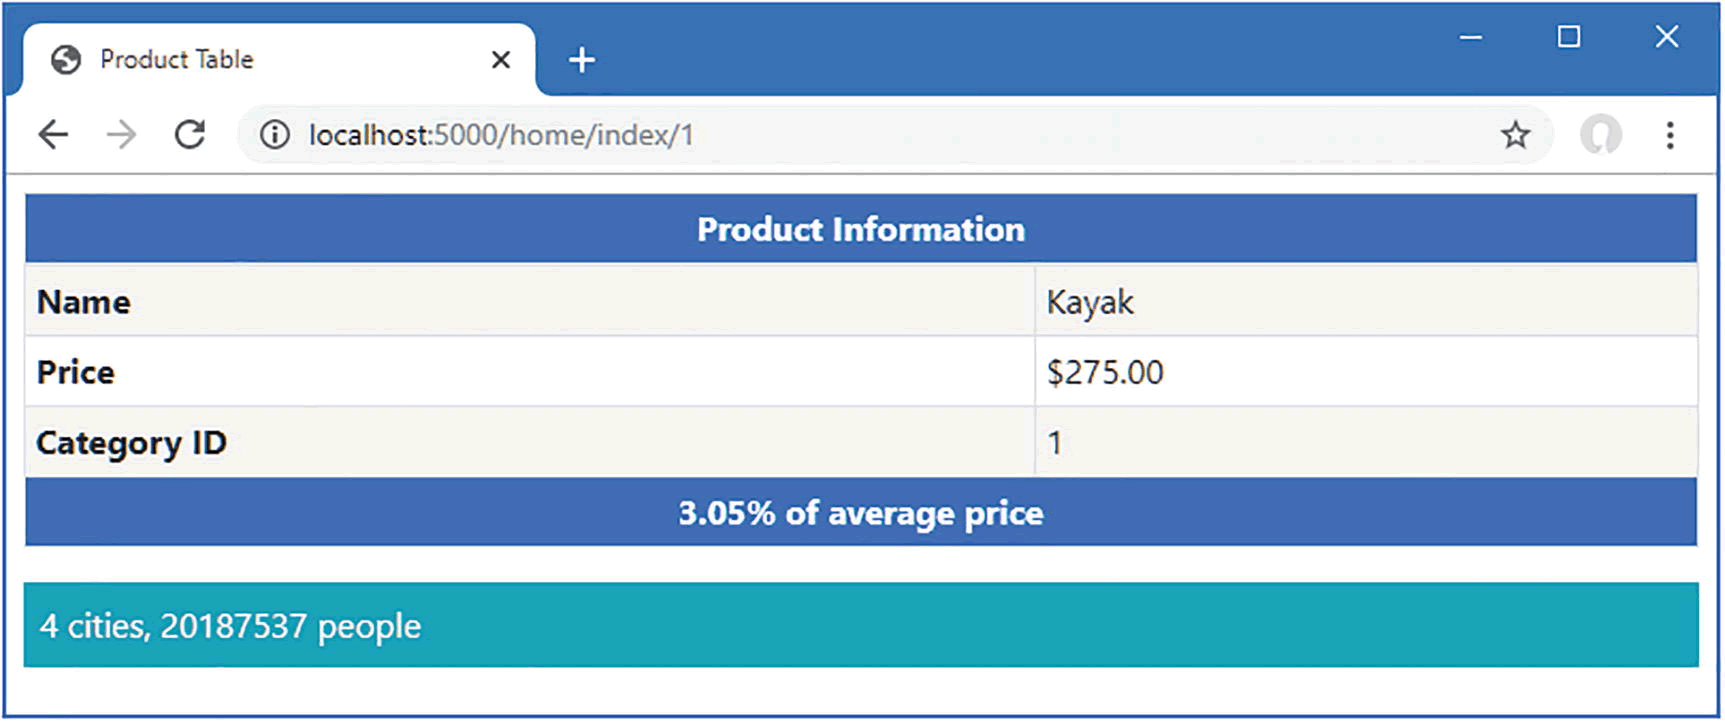 Product Table
localhost:5000/home/index/1
Product Information
Name Kayak
Price $275.00
Category ID 1
3.05% of average price
4 cities, 20187537 people